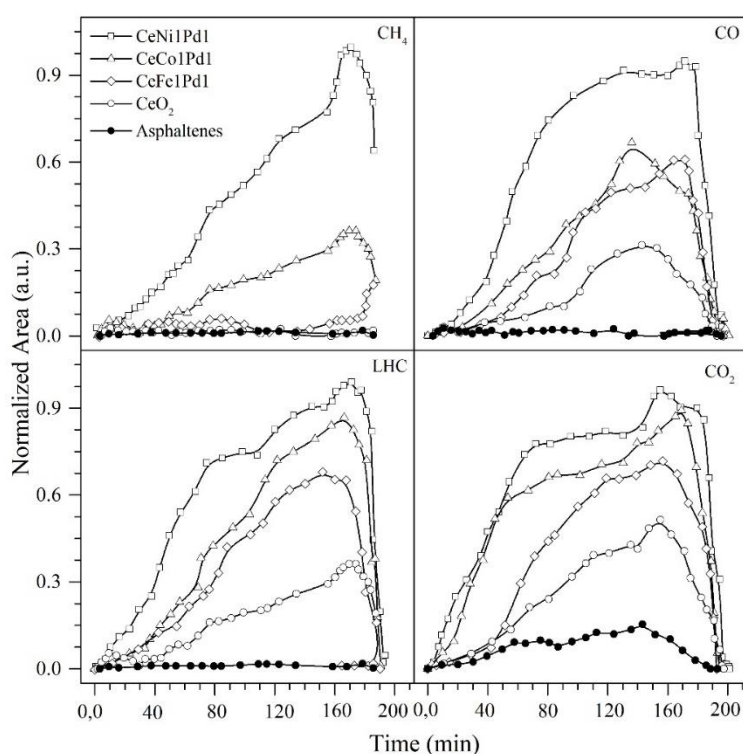 CeNi1Pd1
CeCo1Pd1
CeFe1Pd1
CeO2
Asphaltenes
CH4
CO
LHC
CO2
0.9
0.6
0.3
0.0
0.9
0.6
0.3
0.0
Normalized Area (a.u.)
0,0 40 80 120 160 200
0,0 40 80 120 160 200
Time (min)